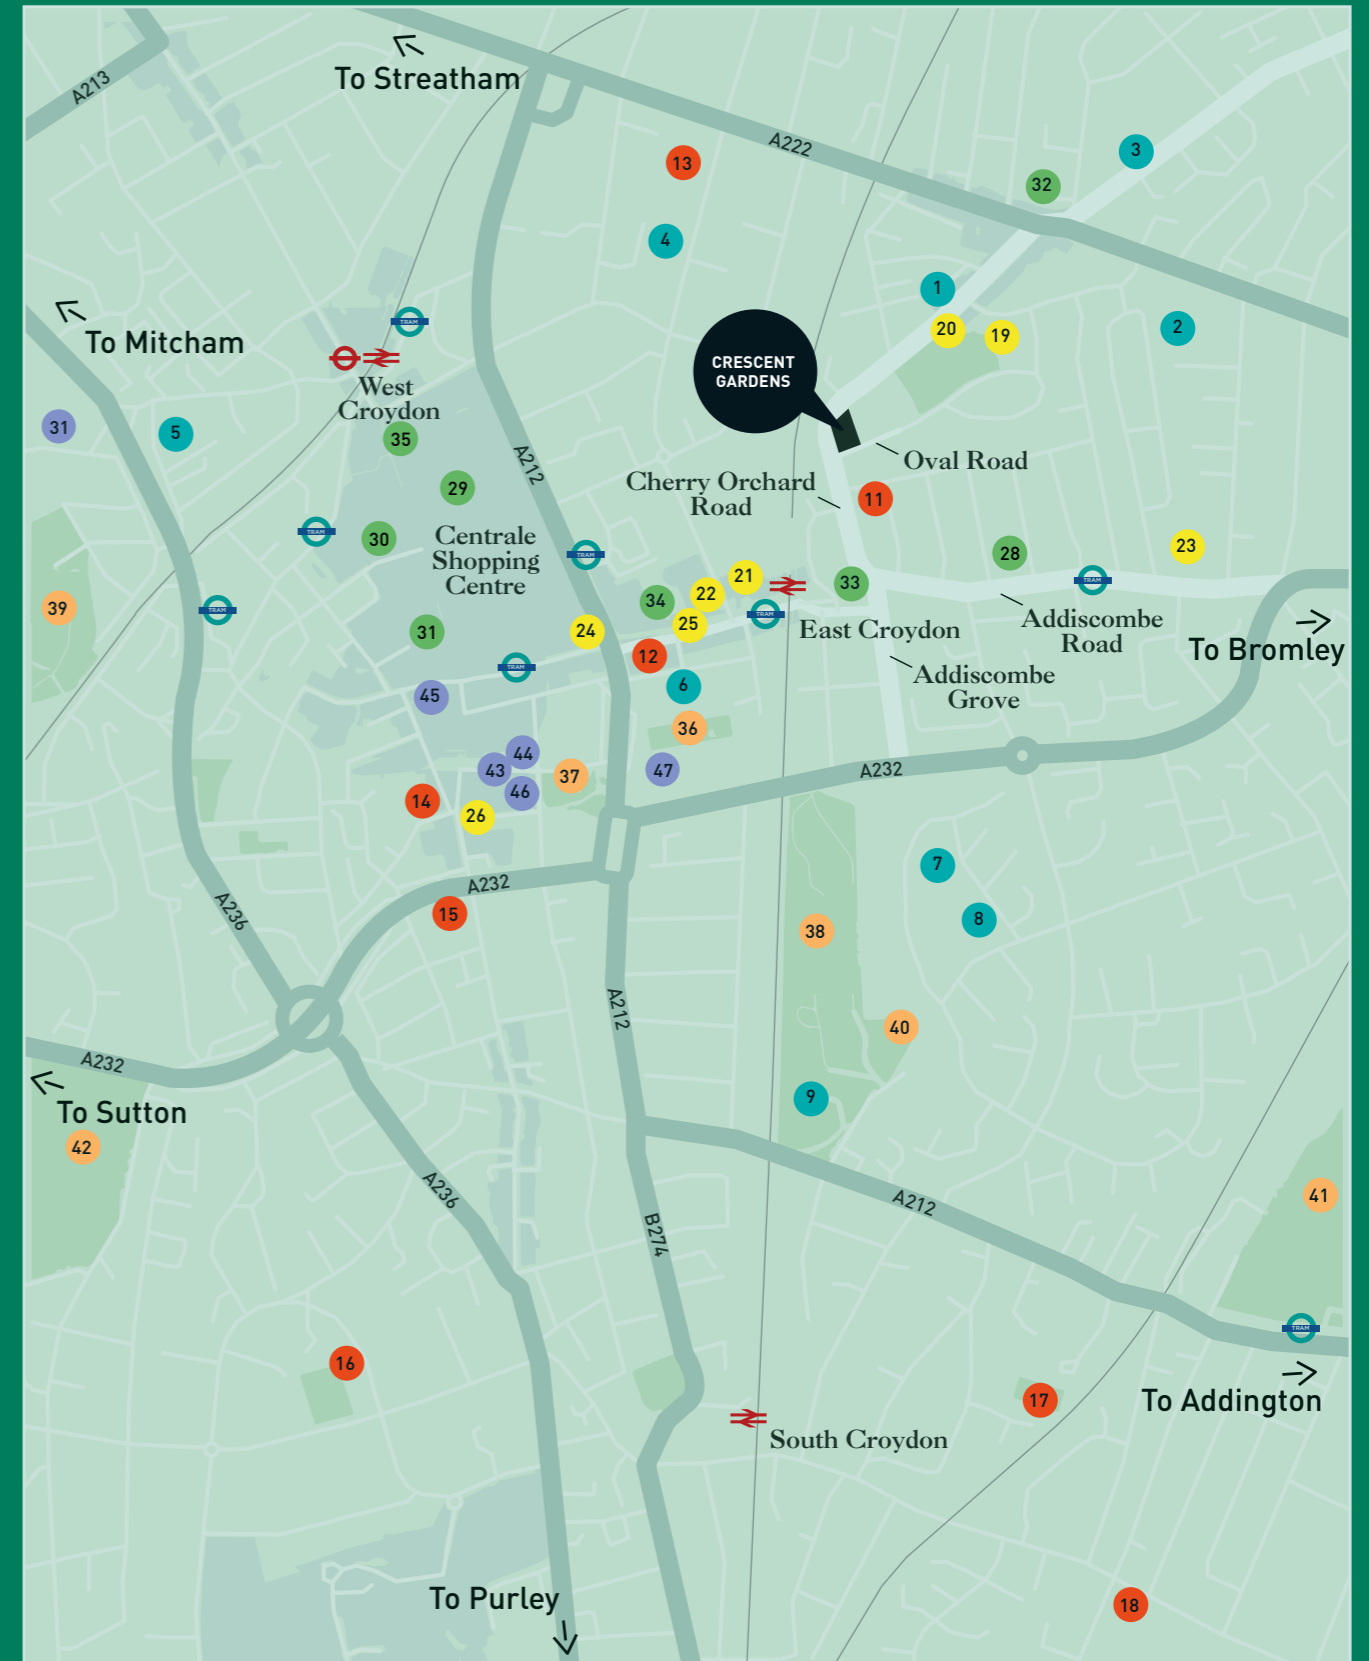 A213
To Streatham
A222
13
3
32
4
1
20
19
2
To Mitcham
TRAM
CRESCENT
GARDENS
West
Croydon
31
5
35
A212
Oval Road
29
Cherry Orchard
Road
11
TRAM
30
Centrale
Shopping
Centre
TRAM
21
28
23
TRAM
39
TRAM
34
22
33
TRAM
31
24
25
East Croydon
Addiscombe
Road
To Bromley
12
TRAM
6
45
Addiscombe
Grove
36
44
43
37
47
A232
46
14
26
7
A232
15
8
A236
38
A212
40
A232
9
To Sutton
42
A236
A212
41
B274
TRAM
16
17
To Addington
South Croydon
To Purley
18